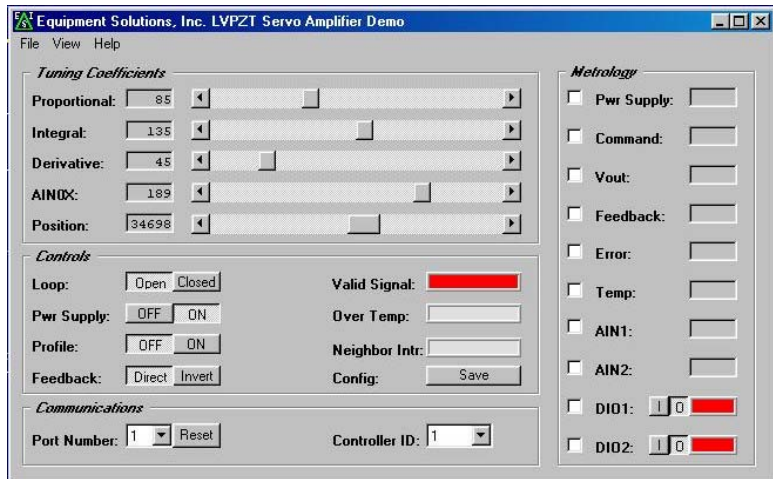 EAIS Equipment Solutions, Inc. LVPZT Servo Amplifier Demo
File View Help
Tuning Coefficients
Proportional: 85
Integral: 135
Derivative: 45
AIN0X: 189
Position: 34698
Controls
Loop: Open Closed
Pwr Supply: OFF ON
Profile: OFF ON
Feedback: Direct Invert
Valid Signal:
Over Temp:
Neighbor Intr:
Config: Save
Communications
Port Number: 1 Reset
Controller ID: 1
Metrology
Pwr Supply:
Command:
Vout:
Feedback:
Error:
Temp:
AIN1:
AIN2:
DIO1: I O
DIO2: I O